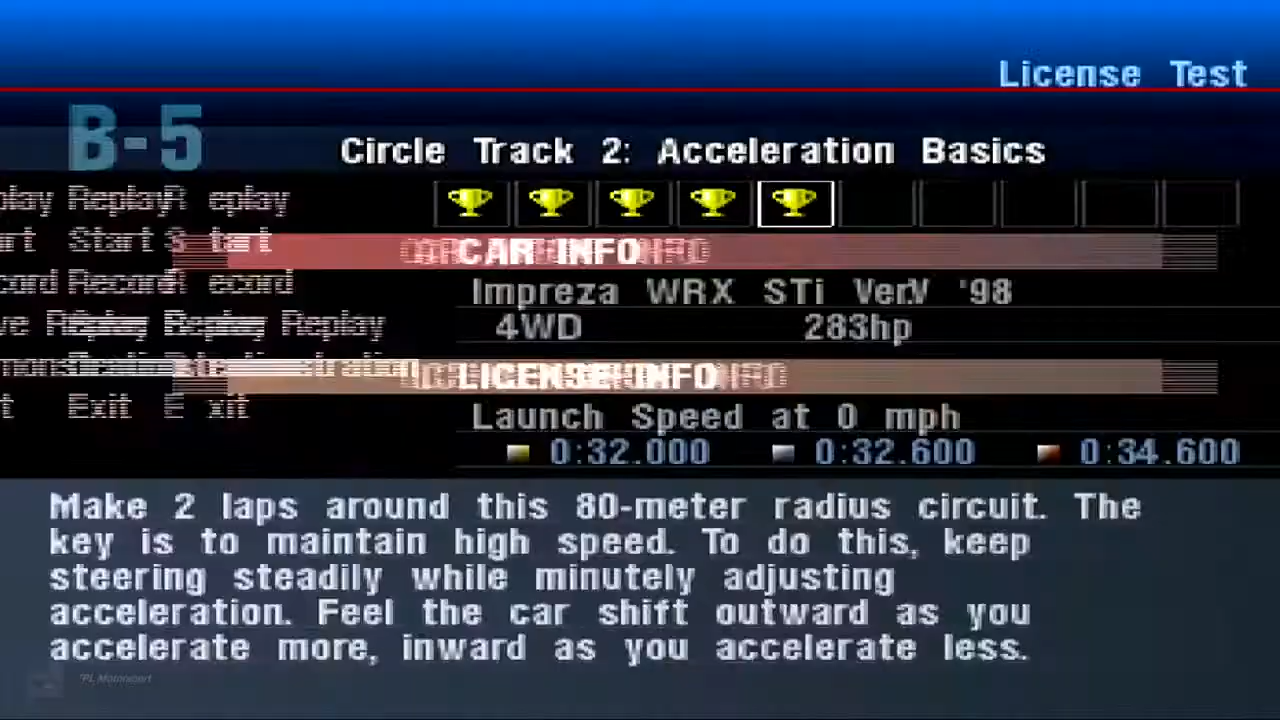 License Test
B-5
Circle Track 2: Acceleration Basics
Replay
Start
CAR INFO
Record
Impreza WRX STi Ver.V '98
Replay
4WD 283hp
LICENSE INFO
Exit
Launch Speed at 0 mph
0:32.000 0:32.600 0:34.600
Make 2 laps around this 80-meter radius circuit. The
key is to maintain high speed. To do this, keep
steering steadily while minutely adjusting
acceleration. Feel the car shift outward as you
accelerate more, inward as you accelerate less.